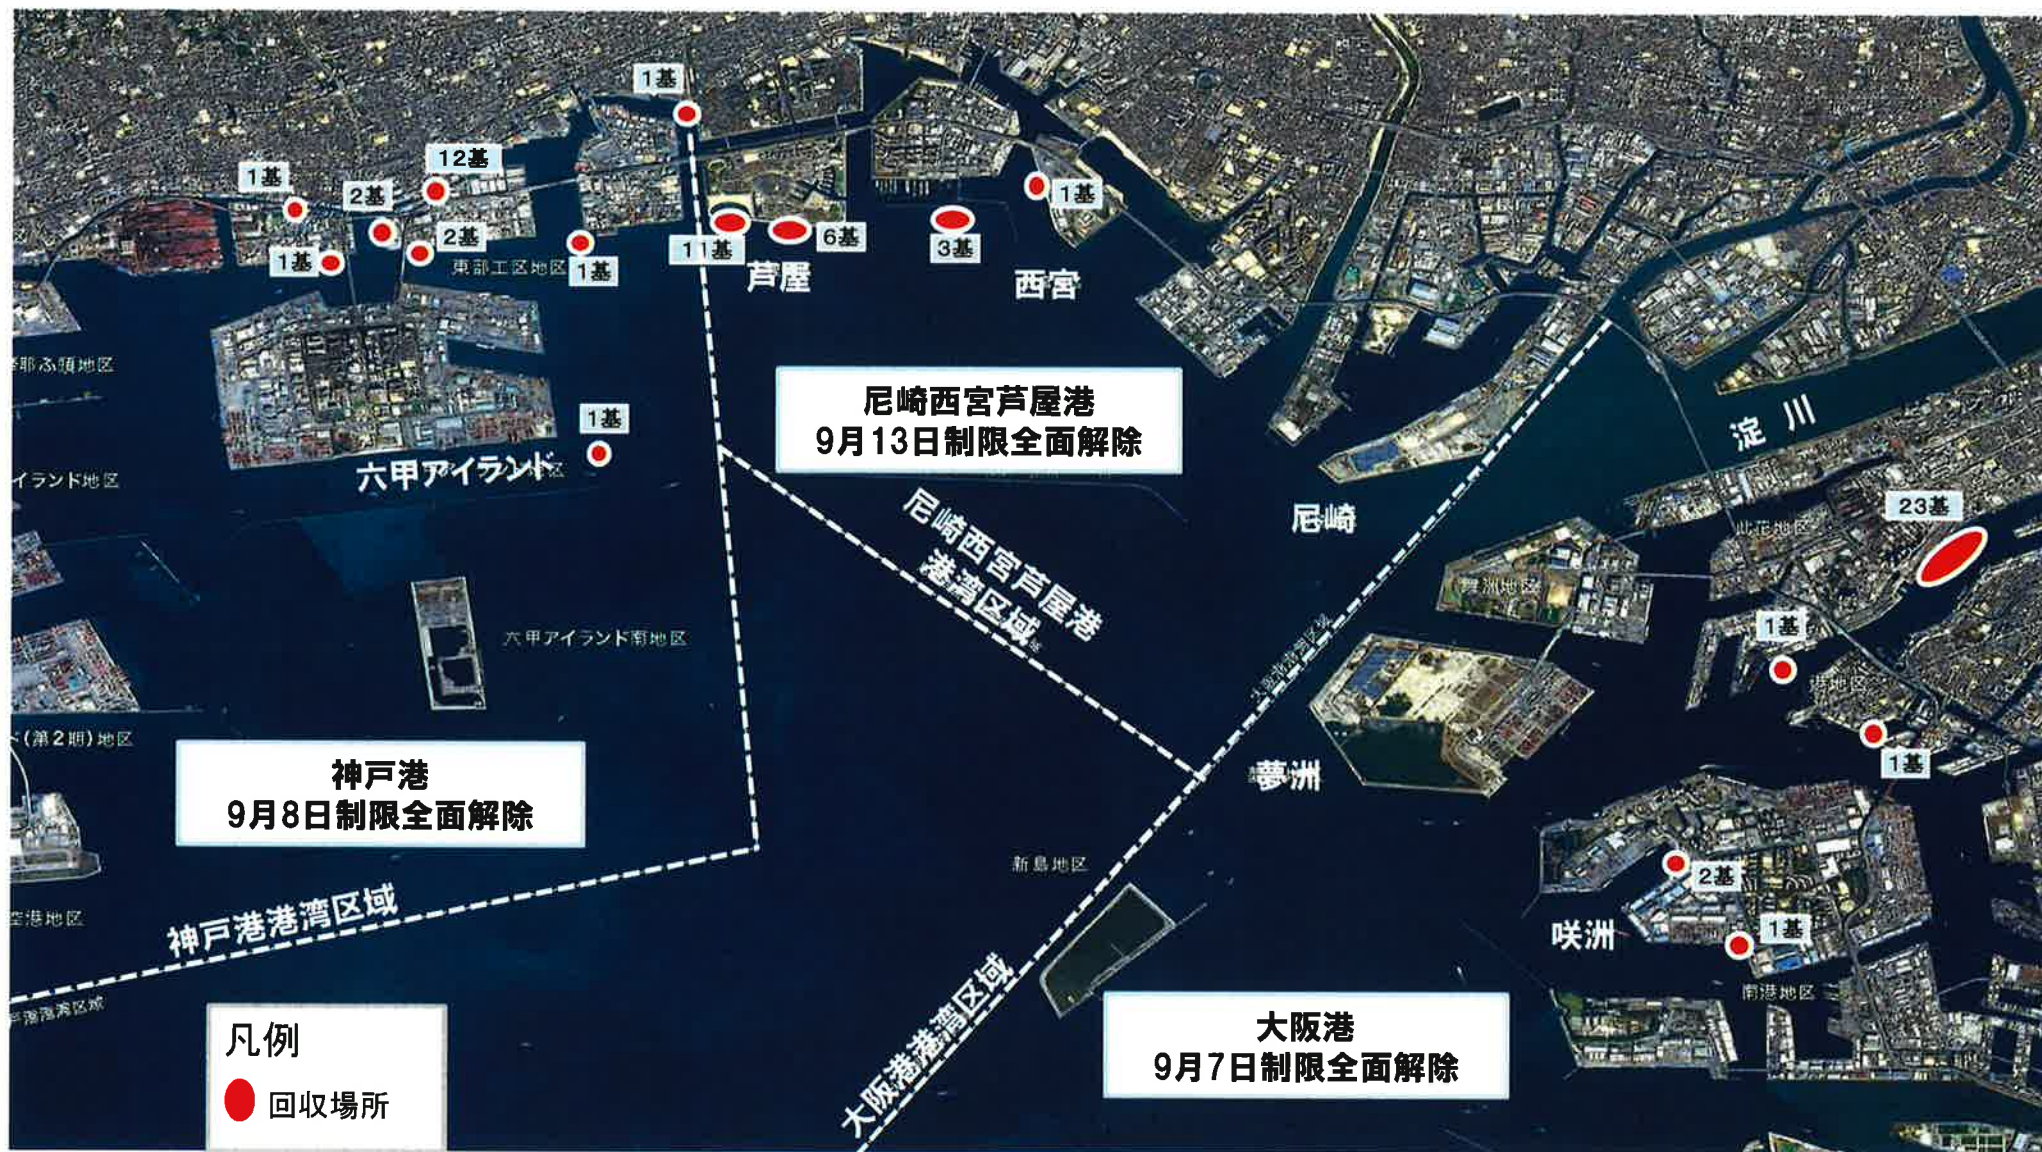 1基
12基
1基
2基
2基
1基
1基
東部工区地区
11基
6基
3基
1基
芦屋
西宮
尼崎西宮芦屋港
9月13日制限全面解除
1基
六甲アイランド
イランド地区
耶ふ頭地区
尼崎西宮芦屋港
港湾区域
尼崎
淀川
23基
此花地区
舞洲地区
六甲アイランド南地区
1基
港地区
1基
(第2期)地区
神戸港
9月8日制限全面解除
夢洲
新島地区
2基
咲洲
1基
南港地区
空港地区
神戸港港湾区域
大阪港港湾区域
大阪港
9月7日制限全面解除
凡例
回収場所